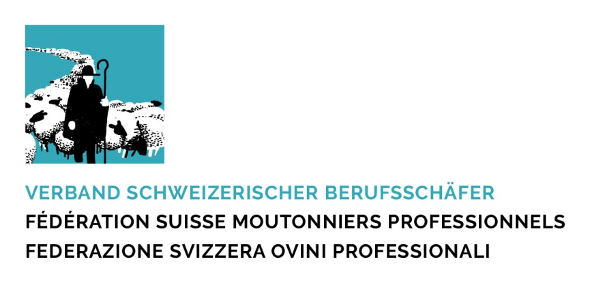 VERBAND SCHWEIZERISCHER BERUFSSCHÄFER
FÉDÉRATION SUISSE MOUTONNIERS PROFESSIONNELS
FEDERAZIONE SVIZZERA OVINI PROFESSIONALI